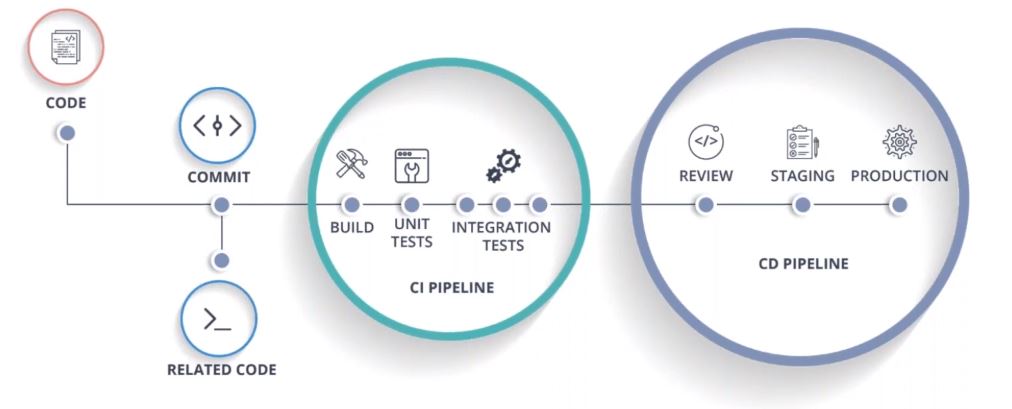 CODE
COMMIT
RELATED CODE
BUILD
UNIT
TESTS
INTEGRATION
TESTS
CI PIPELINE
REVIEW
STAGING
PRODUCTION
CD PIPELINE